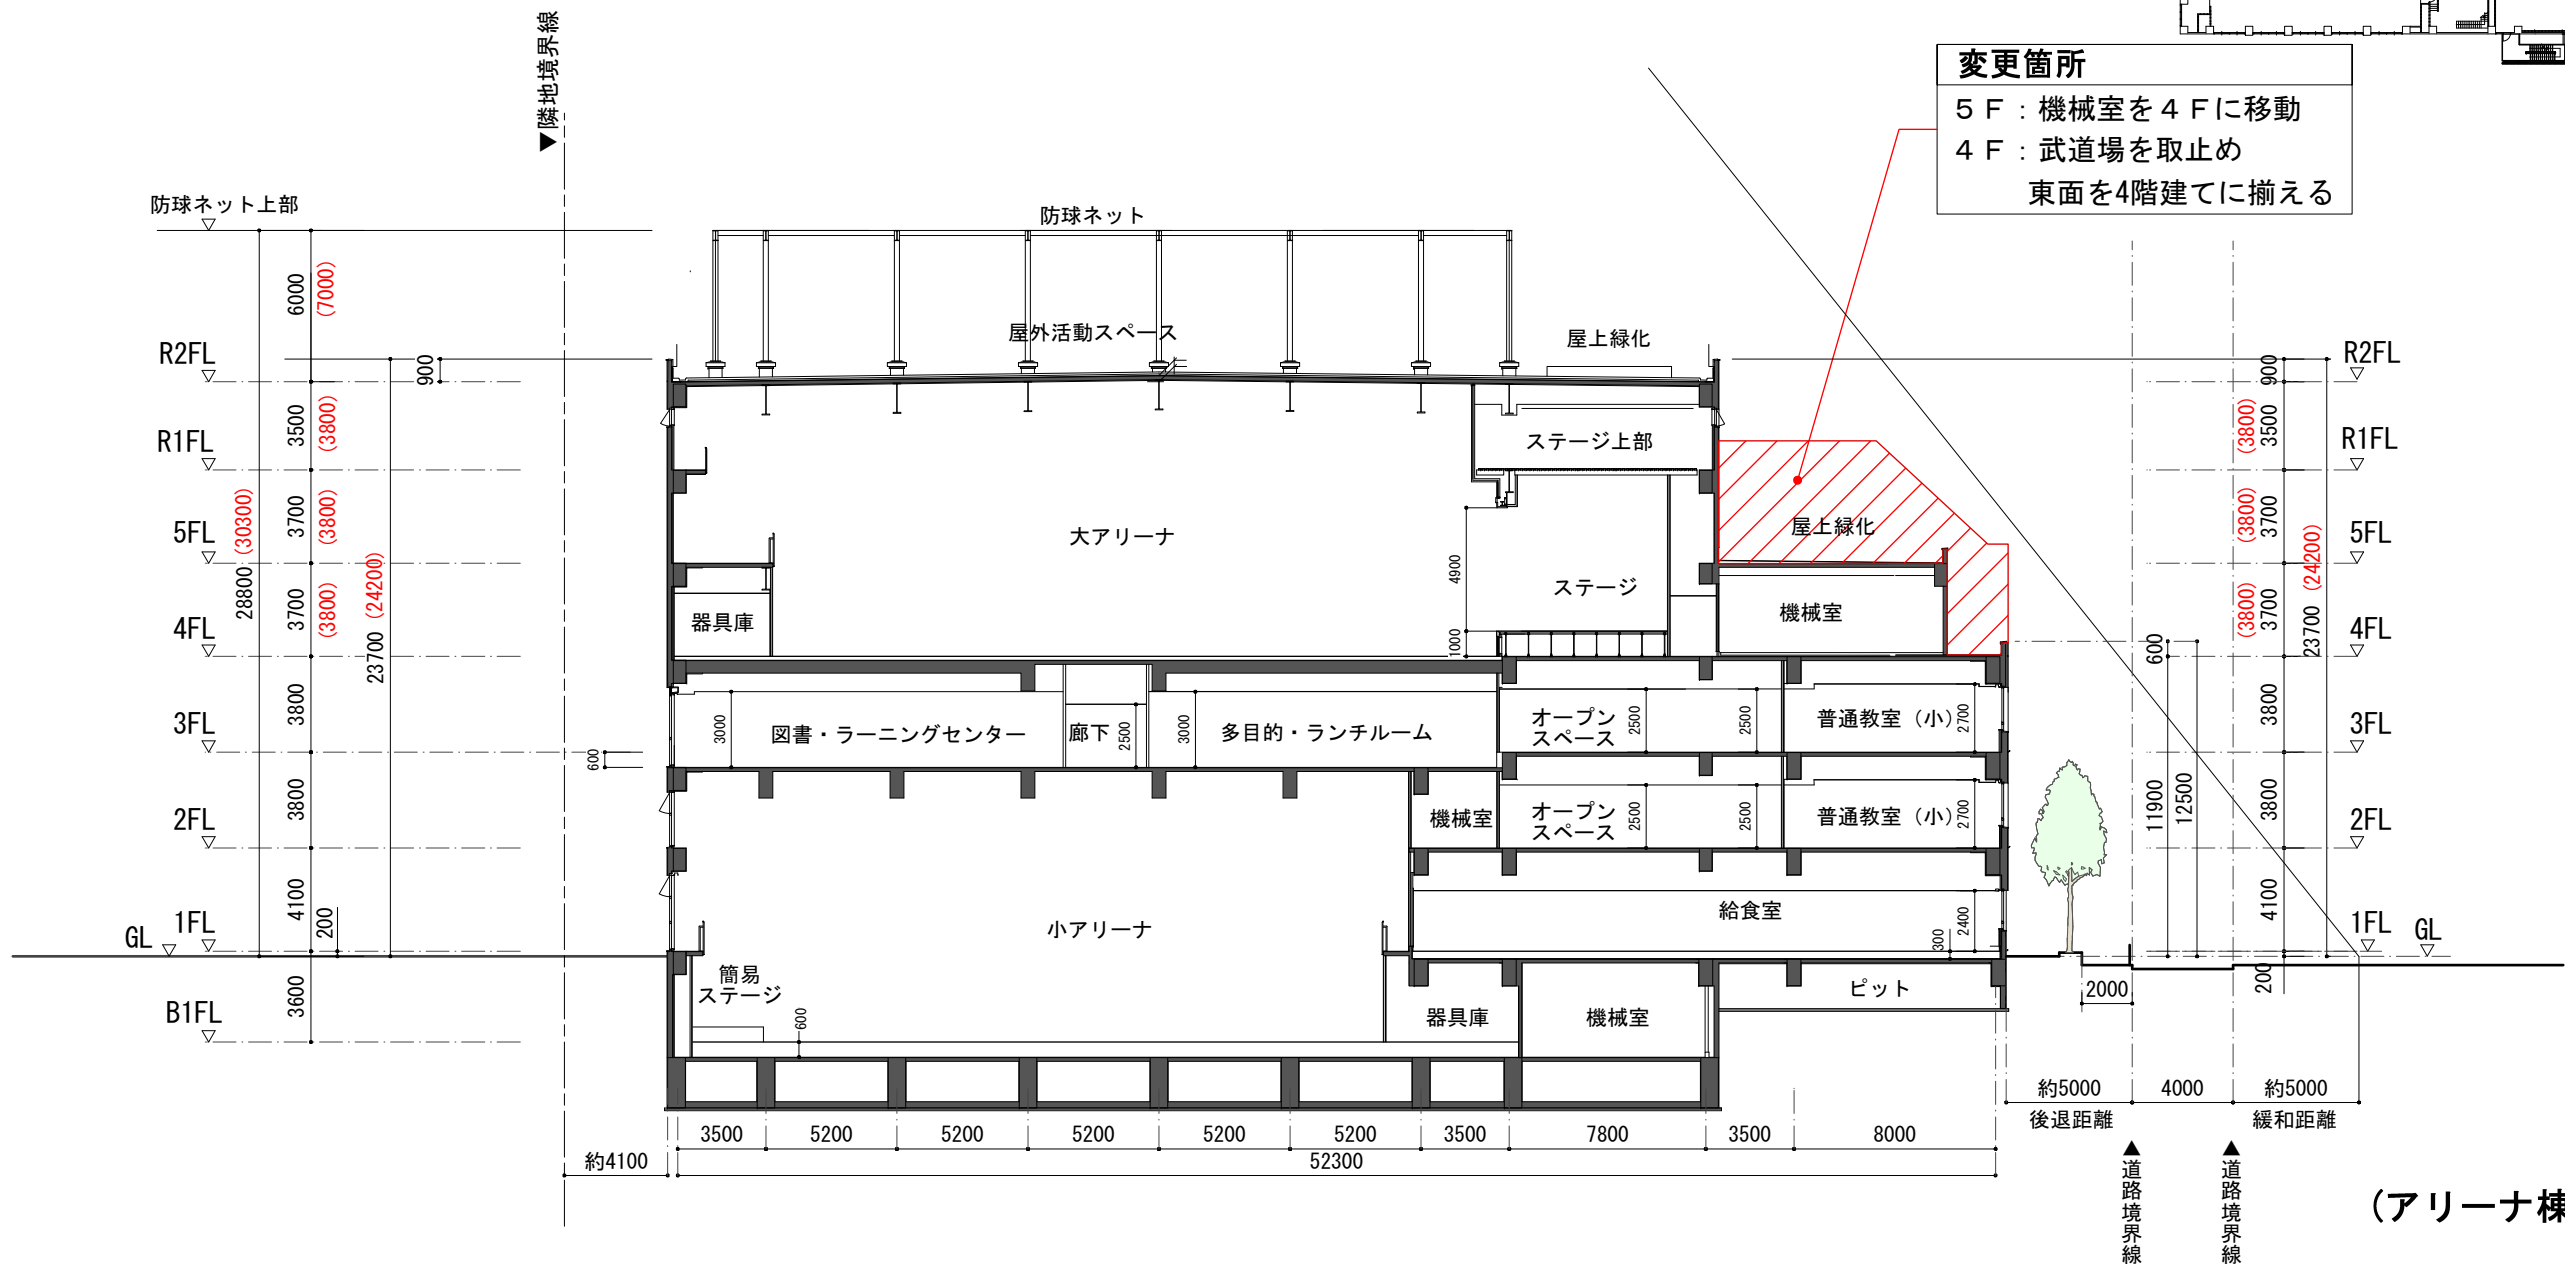 ▼隣地境界線
変更箇所
5F：機械室を4Fに移動
4F：武道場を取止め
東面を4階建てに揃える
防球ネット上部
防球ネット
屋外活動スペース
屋上緑化
R2FL
R1FL
5FL
4FL
3FL
2FL
1FL
GL
B1FL
28800 (30300)
6000 (7000)
3500 (3800)
3700 (3800)
3700 (3800)
3800
3800
4100
200
3600
23700 (24200)
900
600
ステージ上部
大アリーナ
4900
1000
ステージ
器具庫
屋上緑化
機械室
3000
図書・ラーニングセンター
廊下
2500
3000
多目的・ランチルーム
オープン
スペース
2500
2500
普通教室（小）
2700
機械室
オープン
スペース
2500
2500
普通教室（小）
2700
小アリーナ
給食室
300
2400
簡易
ステージ
600
器具庫
機械室
ピット
R2FL
R1FL
5FL
4FL
3FL
2FL
1FL
GL
900
(3800) 3500
(3800) 3700
(3800) 3700
3800
3800
4100
200
23700 (24200)
600
11900
12500
2000
約5000
4000
約5000
後退距離
緩和距離
3500
5200
5200
5200
5200
5200
3500
7800
3500
8000
約4100
52300
▲道路境界線
▲道路境界線
（アリーナ棟